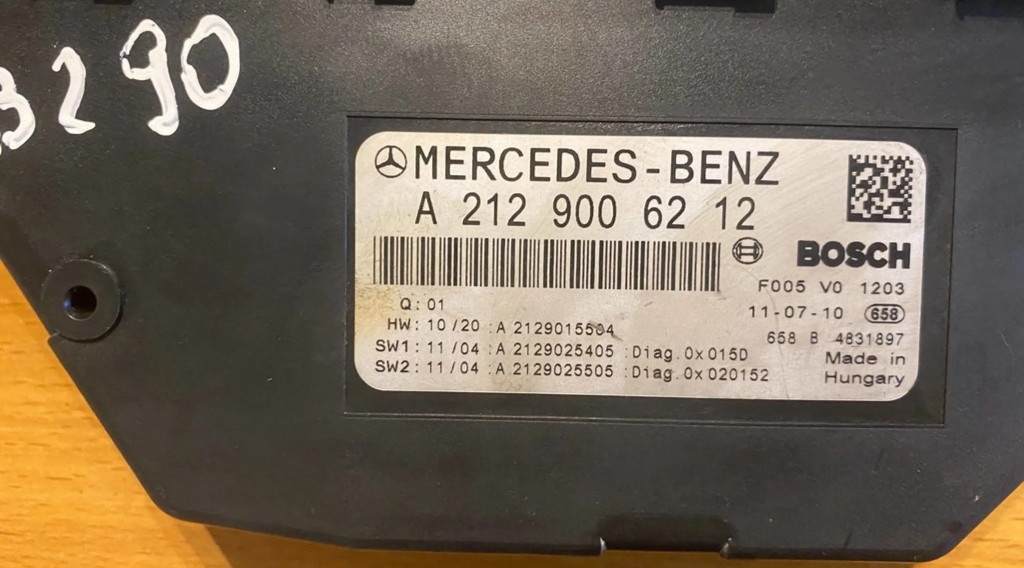 3290
MERCEDES-BENZ
A 212 900 62 12
BOSCH
F005 V0 1203
Q: 01
11-07-10 658
HW: 10/20 :A 2129015504
658 B 4831897
SW1: 11/04 :A 2129025405 :Diag.0x015D
Made in
SW2: 11/04 :A 2129025505 :Diag.0x020152
Hungary